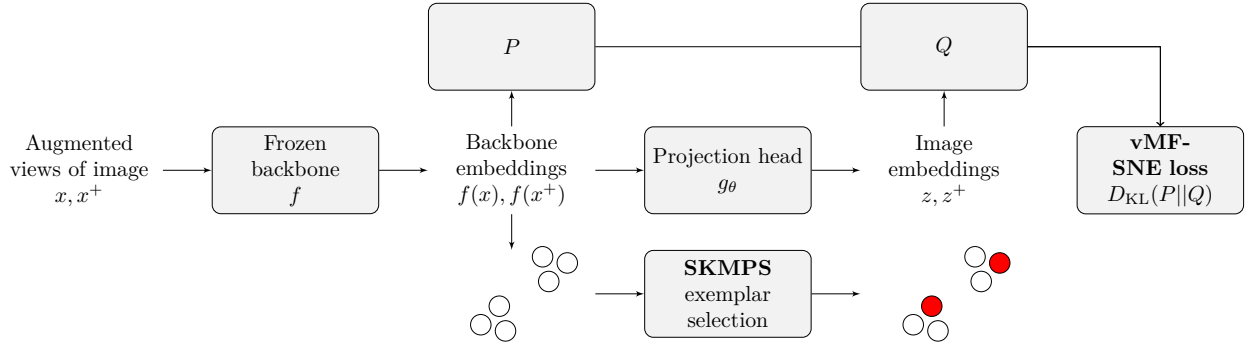 P
Q
Augmented
views of image
x, x⁺
Frozen
backbone
f
Backbone
embeddings
f(x), f(x⁺)
Projection head
g_θ
Image
embeddings
z, z⁺
vMF-
SNE loss
D_KL(P||Q)
SKMPS
exemplar
selection